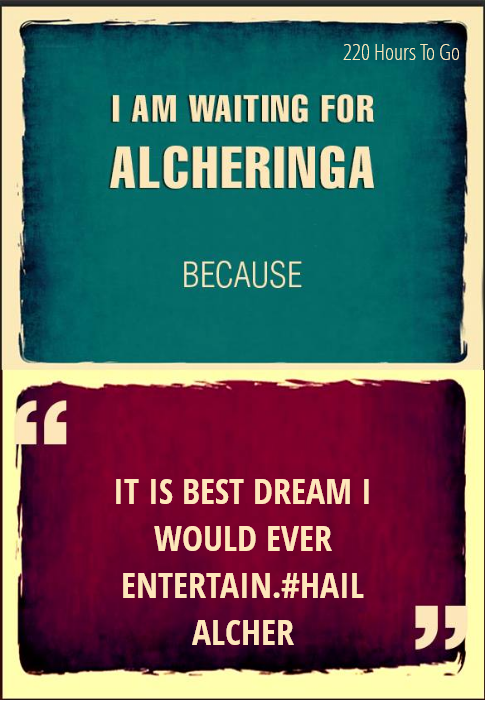 220 Hours To Go
I AM WAITING FOR
ALCHERINGA
BECAUSE
“
IT IS BEST DREAM I
WOULD EVER
ENTERTAIN.#HAIL
ALCHER
”